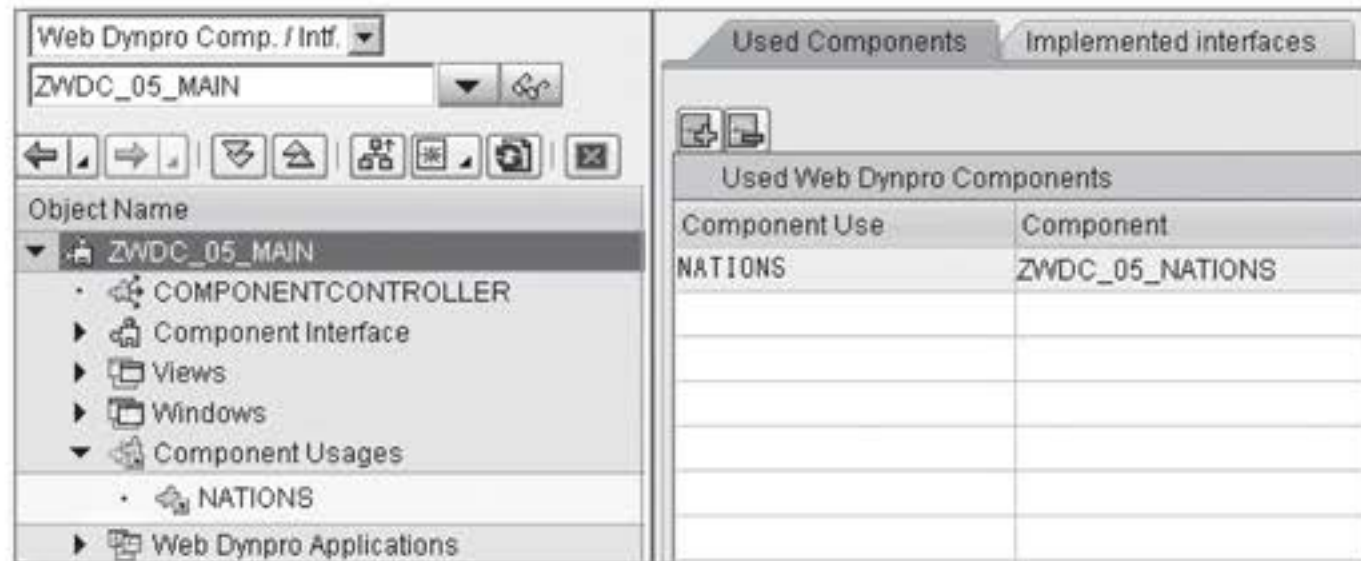 Web Dynpro Comp. / Intf.
ZWDC_05_MAIN
Object Name
ZWDC_05_MAIN
COMPONENTCONTROLLER
Component Interface
Views
Windows
Component Usages
NATIONS
Web Dynpro Applications
Used Components
Implemented interfaces
Used Web Dynpro Components
Component Use
Component
NATIONS
ZWDC_05_NATIONS